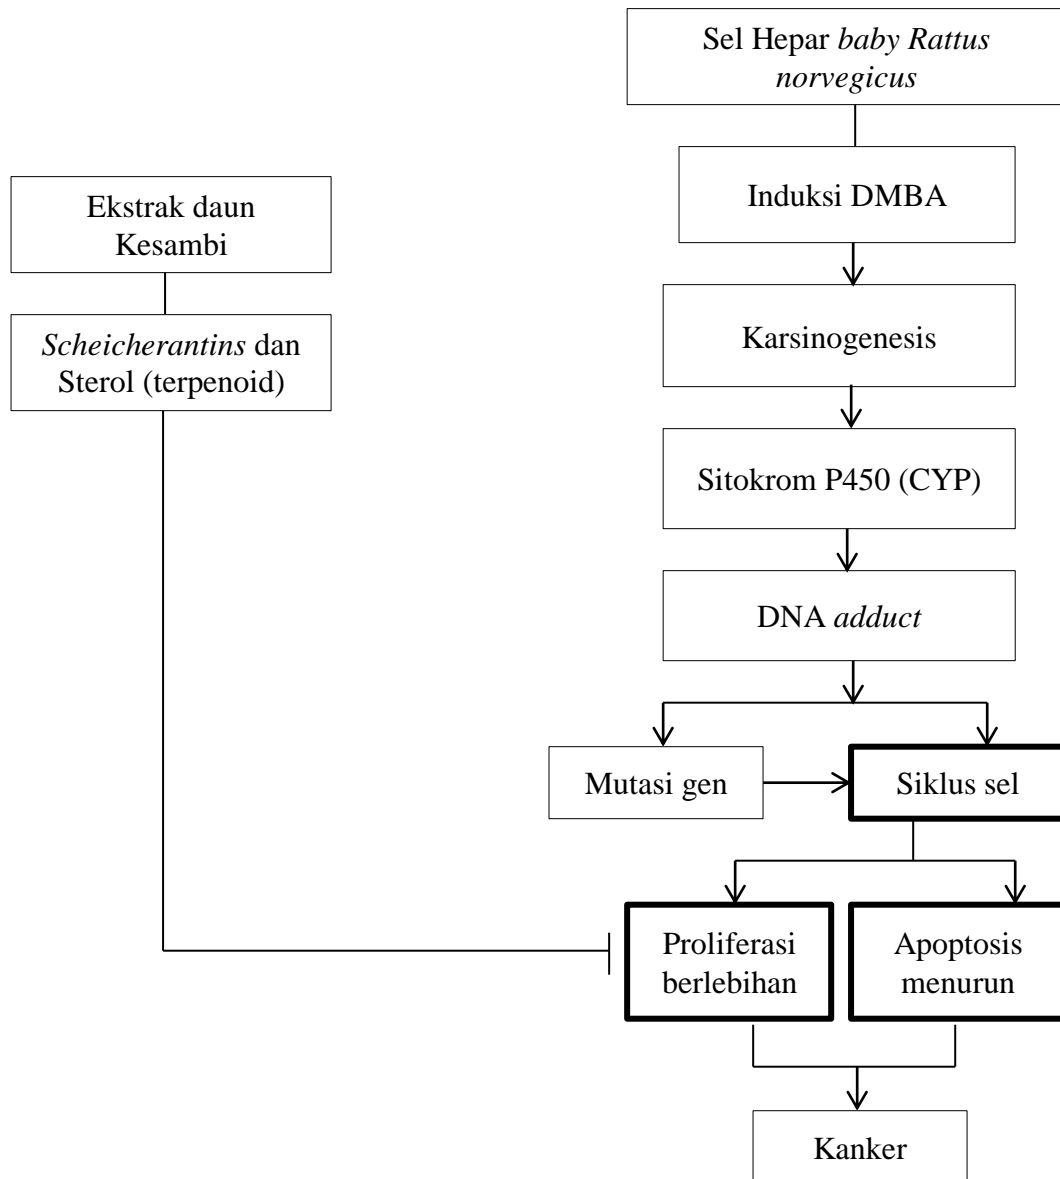 Sel Hepar baby Rattus
norvegicus
Induksi DMBA
Ekstrak daun
Kesambi
Karsinogenesis
Scheicherantins dan
Sterol (terpenoid)
Sitokrom P450 (CYP)
DNA adduct
Mutasi gen
Siklus sel
Proliferasi
berlebihan
Apoptosis
menurun
Kanker